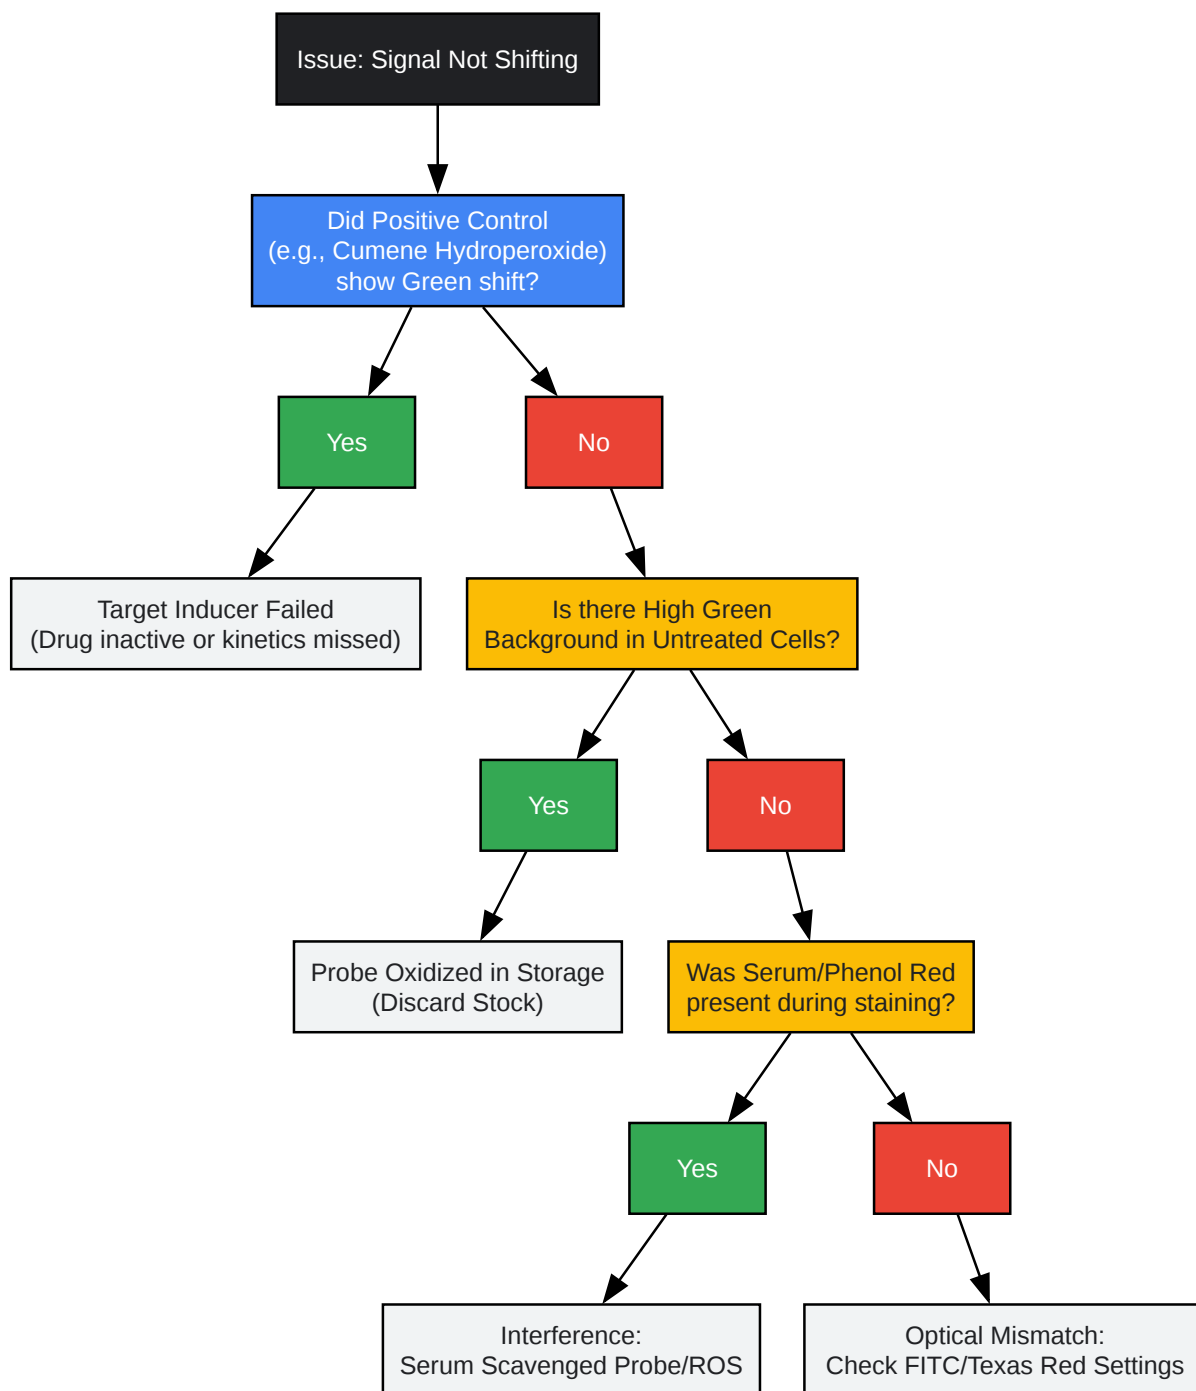 Issue: Signal Not Shifting
Did Positive Control
(e.g., Cumene Hydroperoxide)
show Green shift?
Yes
No
Target Inducer Failed
(Drug inactive or kinetics missed)
Is there High Green
Background in Untreated Cells?
Yes
No
Probe Oxidized in Storage
(Discard Stock)
Was Serum/Phenol Red
present during staining?
Yes
No
Interference:
Serum Scavenged Probe/ROS
Optical Mismatch:
Check FITC/Texas Red Settings